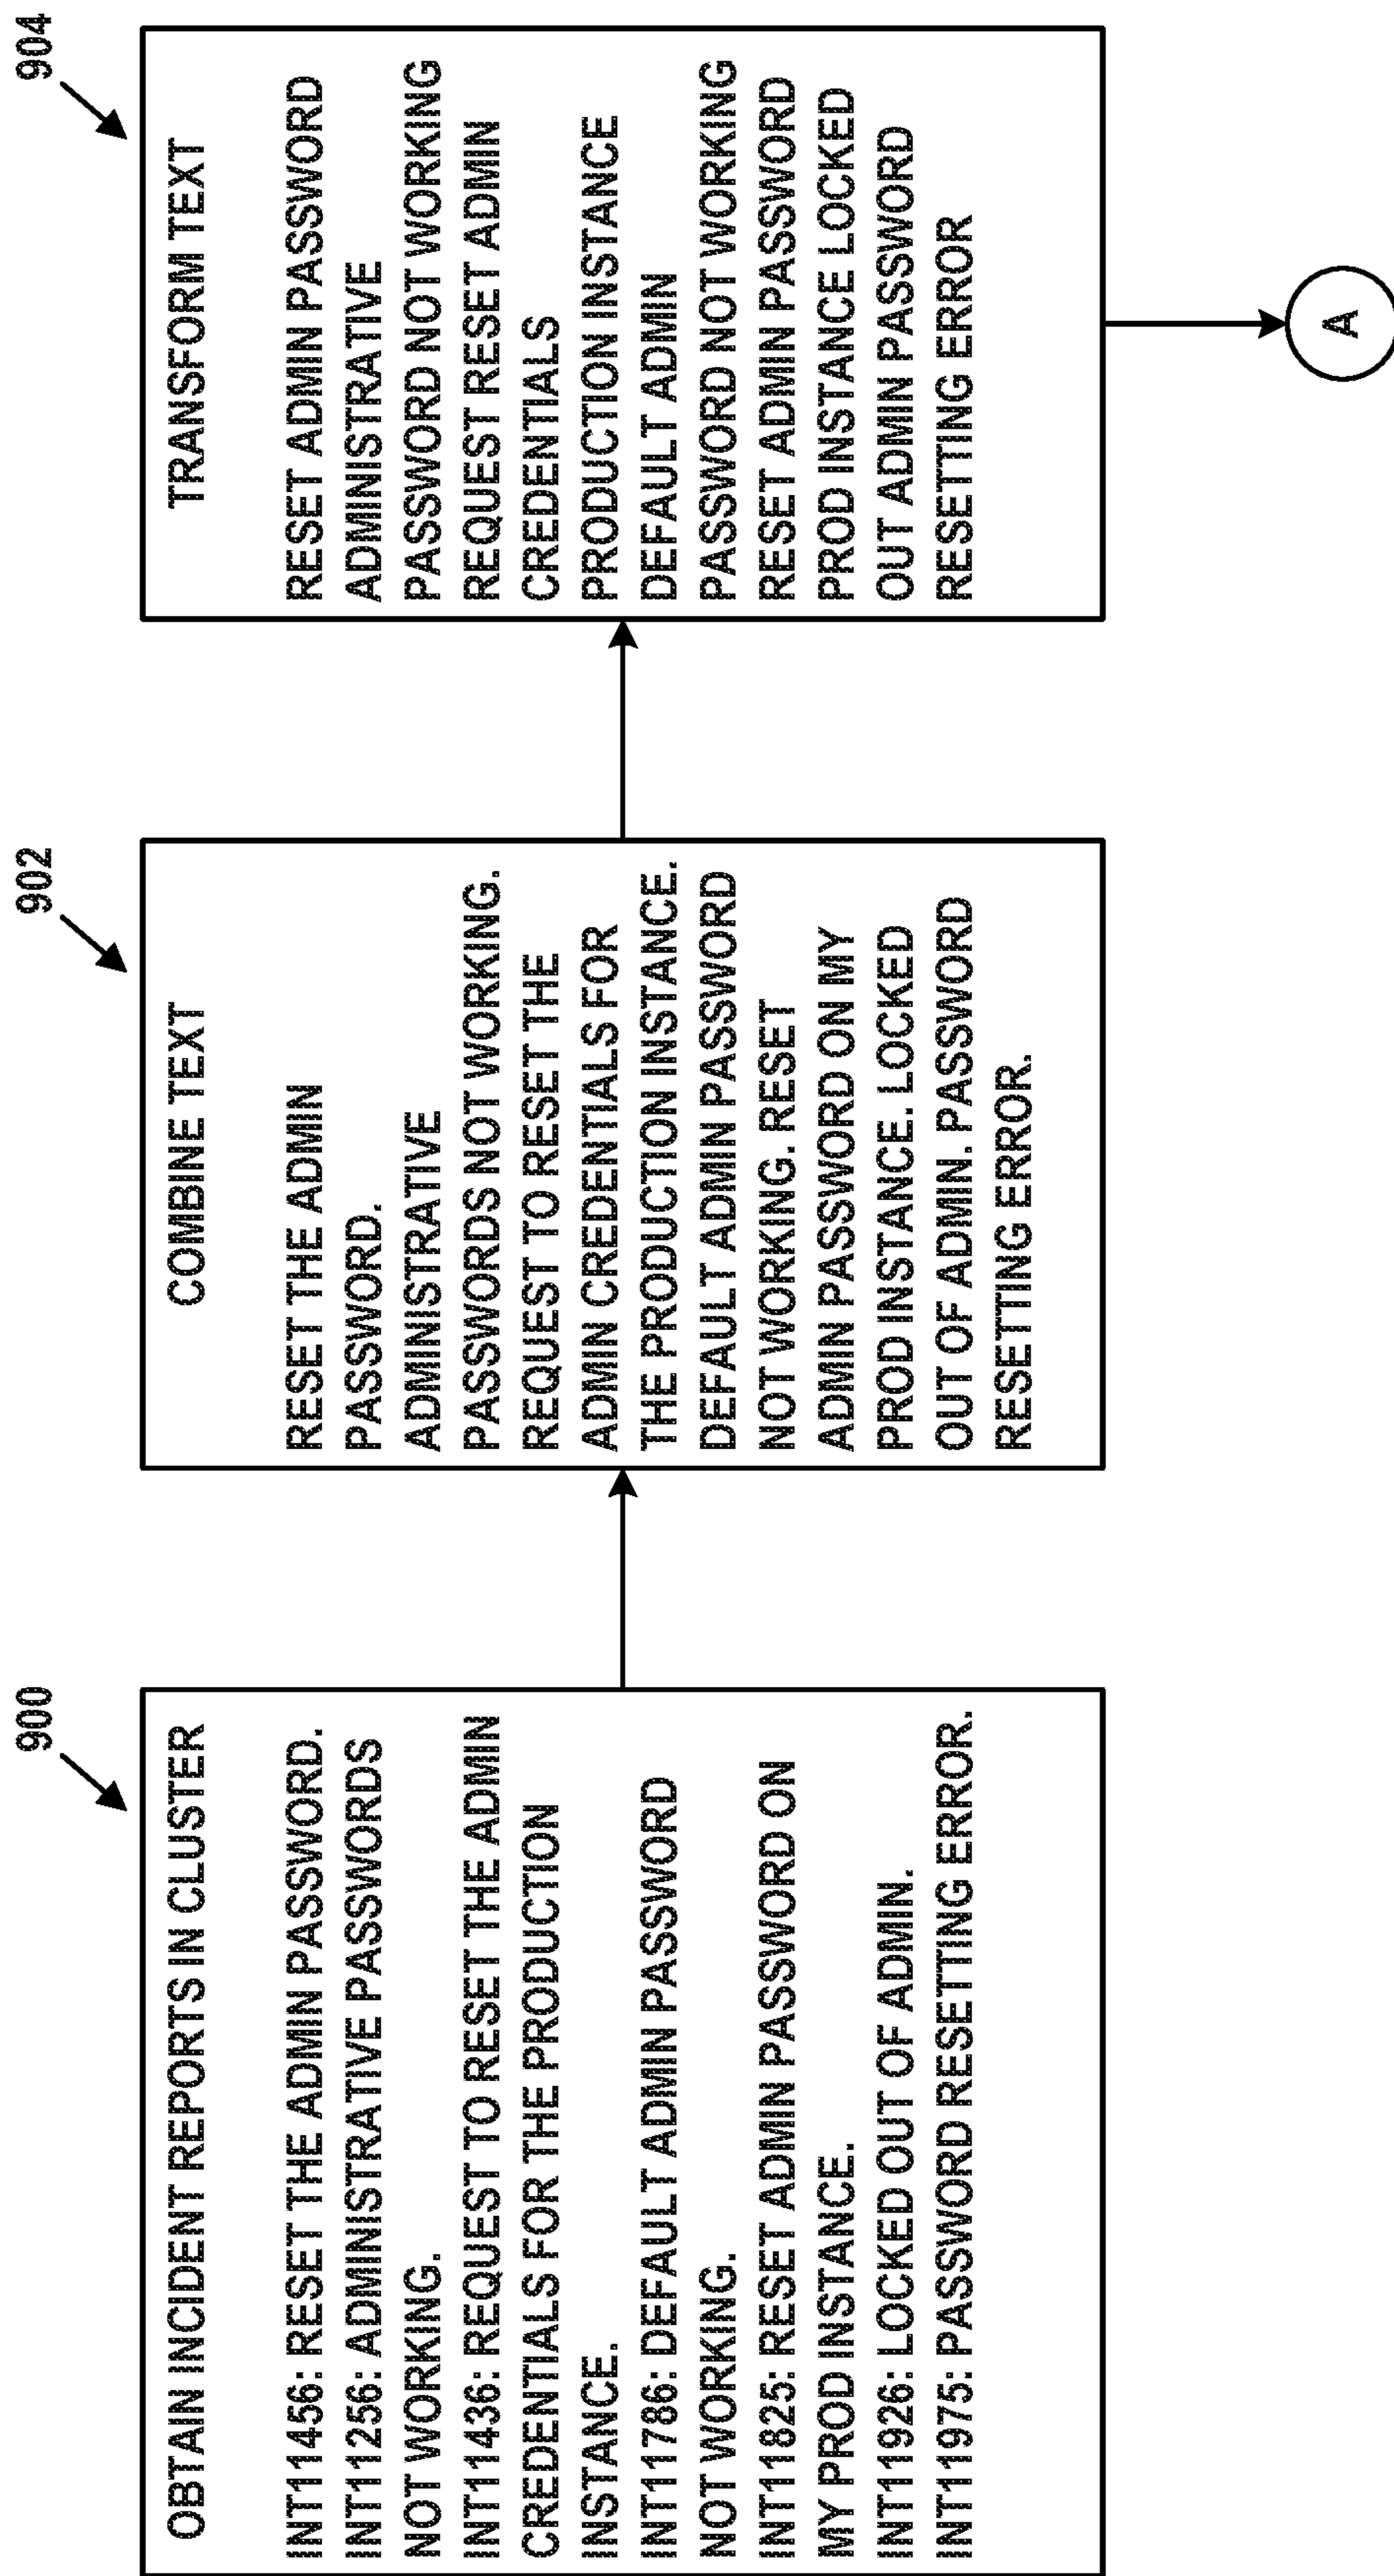 900
OBTAIN INCIDENT REPORTS IN CLUSTER
INT11456: RESET THE ADMIN PASSWORD.
INT11256: ADMINISTRATIVE PASSWORDS
NOT WORKING.
INT11436: REQUEST TO RESET THE ADMIN
CREDENTIALS FOR THE PRODUCTION
INSTANCE.
INT11786: DEFAULT ADMIN PASSWORD
NOT WORKING.
INT11825: RESET ADMIN PASSWORD ON
MY PROD INSTANCE.
INT11926: LOCKED OUT OF ADMIN.
INT11975: PASSWORD RESETTING ERROR.
902
COMBINE TEXT
RESET THE ADMIN
PASSWORD.
ADMINISTRATIVE
PASSWORDS NOT WORKING.
REQUEST TO RESET THE
ADMIN CREDENTIALS FOR
THE PRODUCTION INSTANCE.
DEFAULT ADMIN PASSWORD
NOT WORKING. RESET
ADMIN PASSWORD ON MY
PROD INSTANCE. LOCKED
OUT OF ADMIN. PASSWORD
RESETTING ERROR.
904
TRANSFORM TEXT
RESET ADMIN PASSWORD
ADMINISTRATIVE
PASSWORD NOT WORKING
REQUEST RESET ADMIN
CREDENTIALS
PRODUCTION INSTANCE
DEFAULT ADMIN
PASSWORD NOT WORKING
RESET ADMIN PASSWORD
PROD INSTANCE LOCKED
OUT ADMIN PASSWORD
RESETTING ERROR
A